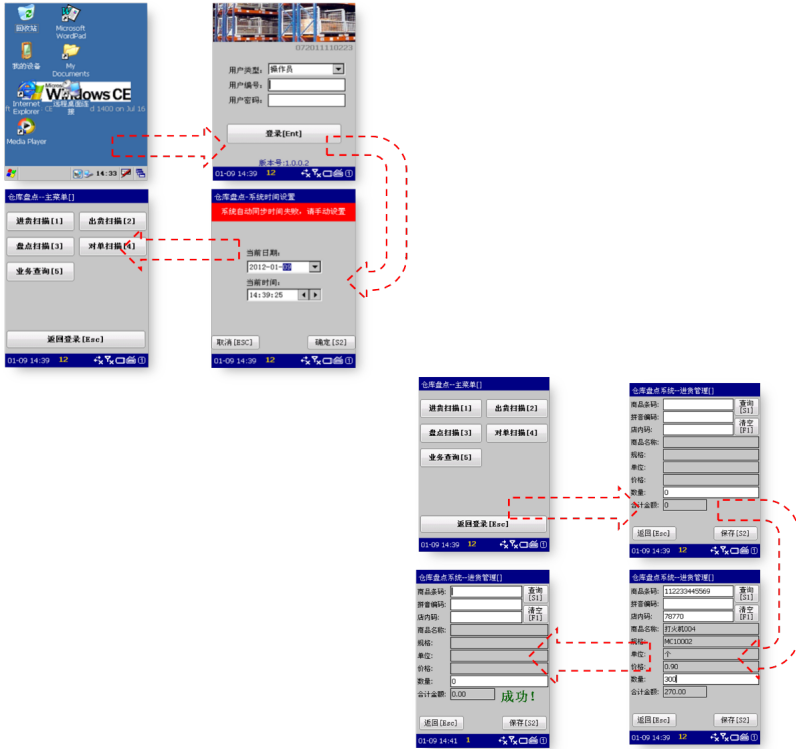 回收站
Microsoft WordPad
我的设备
My Documents
Internet Explorer
远程桌面连接
Microsoft Windows CE
d 1400 on Jul 16
Media Player
14:33
072011110223
用户类型: 操作员
用户编号:
用户密码:
登录[Ent]
版本号:1.0.0.2
01-09 14:39 12
仓库盘点--主菜单[]
进货扫描[1] 出货扫描[2]
盘点扫描[3] 对单扫描[4]
业务查询[5]
返回登录[Esc]
01-09 14:39 12
仓库盘点-系统时间设置
系统自动同步时间失败，请手动设置
当前日期:
2012-01-09
当前时间:
14:39:25
取消[ESC] 确定[S2]
01-09 14:39 12
仓库盘点--主菜单[]
进货扫描[1] 出货扫描[2]
盘点扫描[3] 对单扫描[4]
业务查询[5]
返回登录[Esc]
01-09 14:39 12
仓库盘点系统--进货管理[]
商品条码: 查询[S1]
拼音编码:
店内码: 清空[F1]
商品名称:
规格:
单位:
价格:
数量: 0
合计金额: 0
返回[Esc] 保存[S2]
01-09 14:39 12
仓库盘点系统--进货管理[]
商品条码: 查询[S1]
拼音编码:
店内码: 清空[F1]
商品名称:
规格:
单位:
价格:
数量: 0
合计金额: 0.00 成功!
返回[Esc] 保存[S2]
01-09 14:41 1
仓库盘点系统--进货管理[]
商品条码: 112233445569 查询[S1]
拼音编码:
店内码: 78770 清空[F1]
商品名称: 打火机004
规格: MC10002
单位: 个
价格: 0.90
数量: 300
合计金额: 270.00
返回[Esc] 保存[S2]
01-09 14:39 12